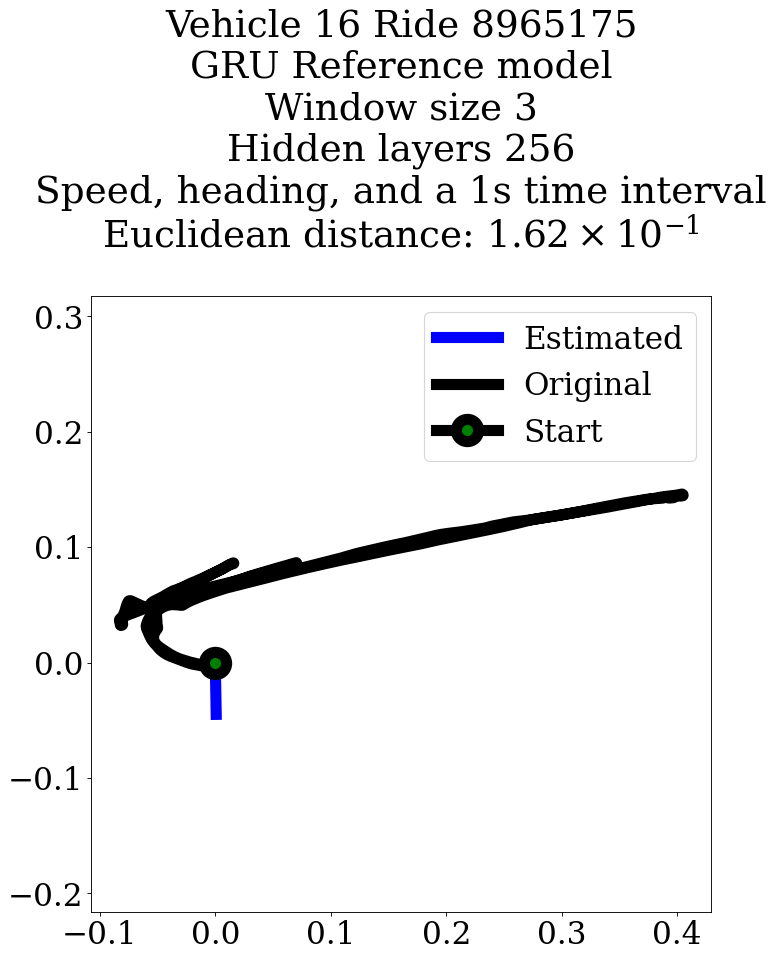 Vehicle 16 Ride 8965175
GRU Reference model
Window size 3
Hidden layers 256
Speed, heading, and a 1s time interval
Euclidean distance: 1.62 × 10⁻¹
0.3
0.2
0.1
0.0
−0.1
−0.2
Estimated
Original
Start
−0.1 0.0 0.1 0.2 0.3 0.4